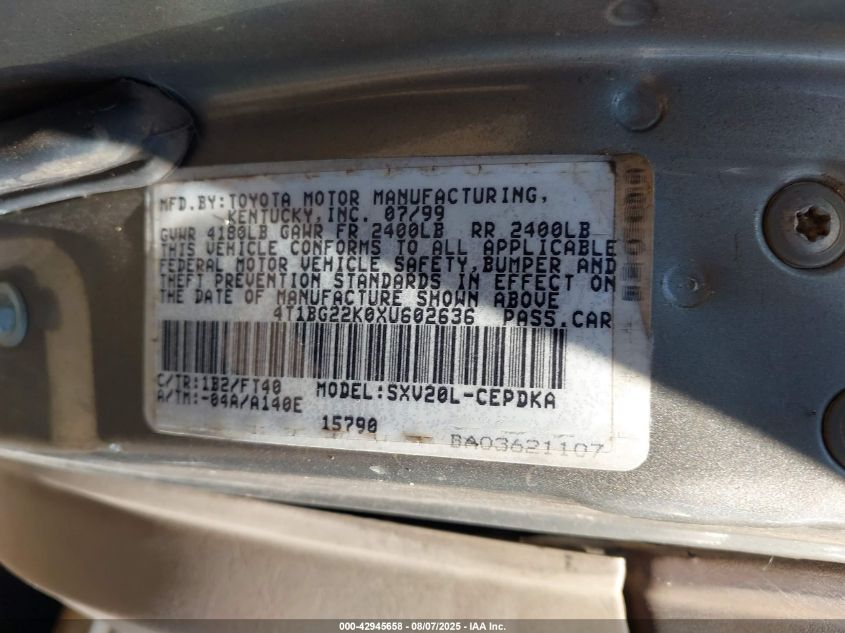 MFD.BY:TOYOTA MOTOR MANUFACTURING,
KENTUCKY,INC. 07/99
GVWR 4180LB GAWR FR 2400LB RR 2400LB
THIS VEHICLE CONFORMS TO ALL APPLICABLE
FEDERAL MOTOR VEHICLE SAFETY,BUMPER AND
THEFT PREVENTION STANDARDS IN EFFECT ON
THE DATE OF MANUFACTURE SHOWN ABOVE
4T1BG22K0XU602636 PASS.CAR
C/TR:1B2/FT40 MODEL:SXV20L-CEPDKA
A/TM:-04A/A140E
15790
BA03621107
000-42945658 - 08/07/2025 - IAA Inc.